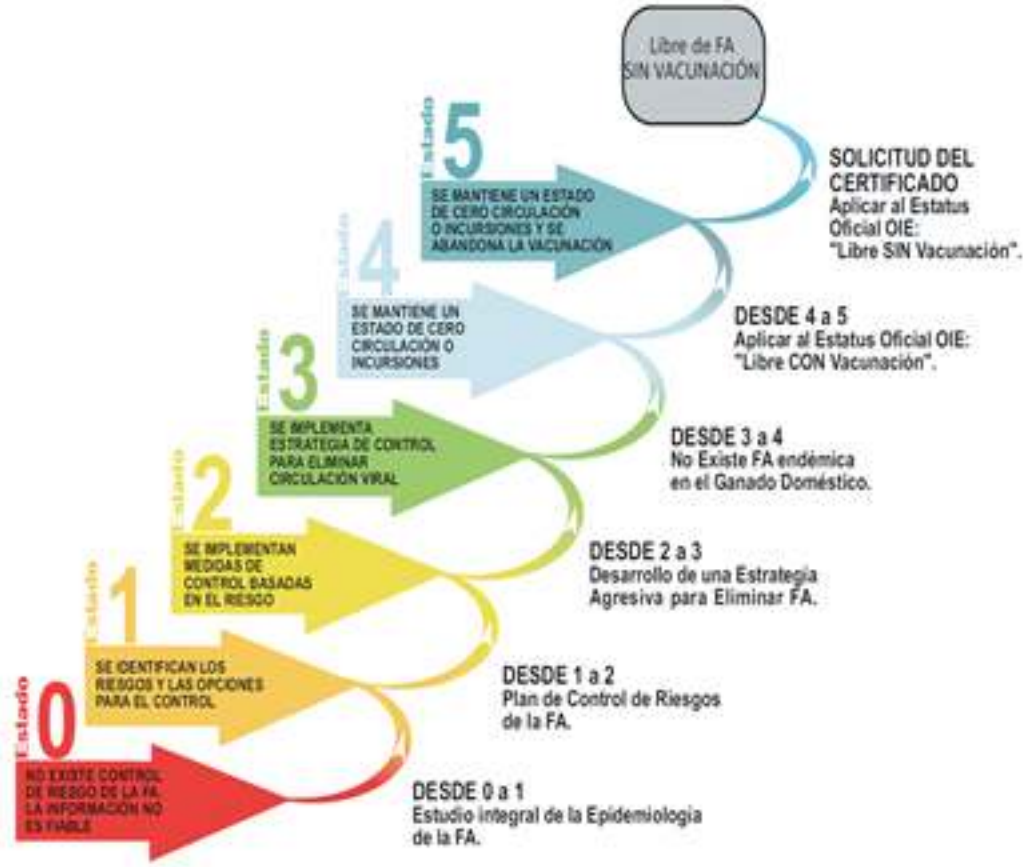 Libre de FA
SIN VACUNACIÓN
Estado
5
SE MANTIENE UN ESTADO
DE CERO CIRCULACIÓN
O INCURSIONES Y SE
ABANDONA LA VACUNACIÓN
SOLICITUD DEL
CERTIFICADO
Aplicar al Estatus
Oficial OIE:
"Libre SIN Vacunación".
Estado
4
SE MANTIENE UN
ESTADO DE CERO
CIRCULACIÓN O
INCURSIONES
DESDE 4 a 5
Aplicar al Estatus Oficial OIE:
"Libre CON Vacunación".
Estado
3
SE IMPLEMENTA
ESTRATEGIA DE CONTROL
PARA ELIMINAR
CIRCULACIÓN VIRAL
DESDE 3 a 4
No Existe FA endémica
en el Ganado Doméstico.
Estado
2
SE IMPLEMENTAN
MEDIDAS DE
CONTROL BASADAS
EN EL RIESGO
DESDE 2 a 3
Desarrollo de una Estrategia
Agresiva para Eliminar FA.
Estado
1
SE IDENTIFICAN LOS
RIESGOS Y LAS OPCIONES
PARA EL CONTROL
DESDE 1 a 2
Plan de Control de Riesgos
de la FA.
Estado
0
NO EXISTE CONTROL
DE RIESGO DE LA FA.
LA INFORMACIÓN NO
ES FIABLE
DESDE 0 a 1
Estudio integral de la Epidemiología
de la FA.